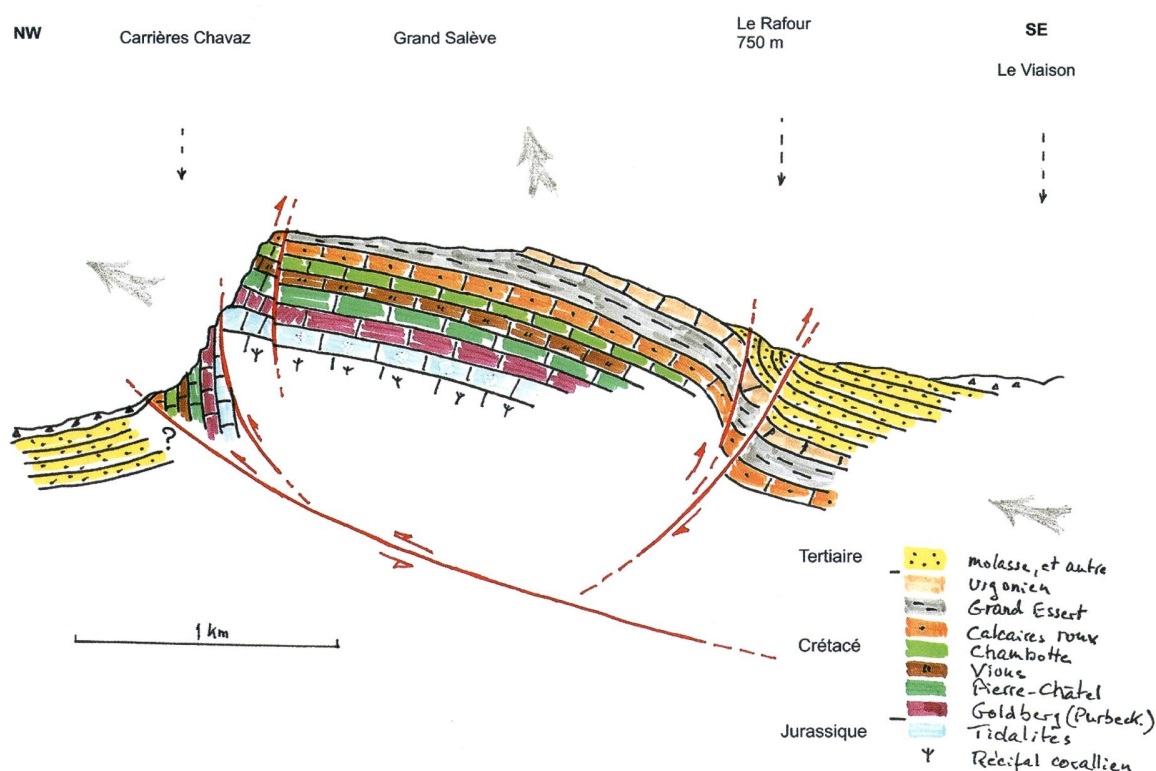 NW
Carrières Chavaz
Grand Salève
Le Rafour
750 m
SE
Le Viaison
?
1 km
Tertiaire
molasse, et autre
Urgonien
Grand Essert
Calcaires roux
Crétacé
Chambotte
Vions
Pierre-Châtel
Goldberg (Purbeck.)
Jurassique
Tidalites
Récifal corallien